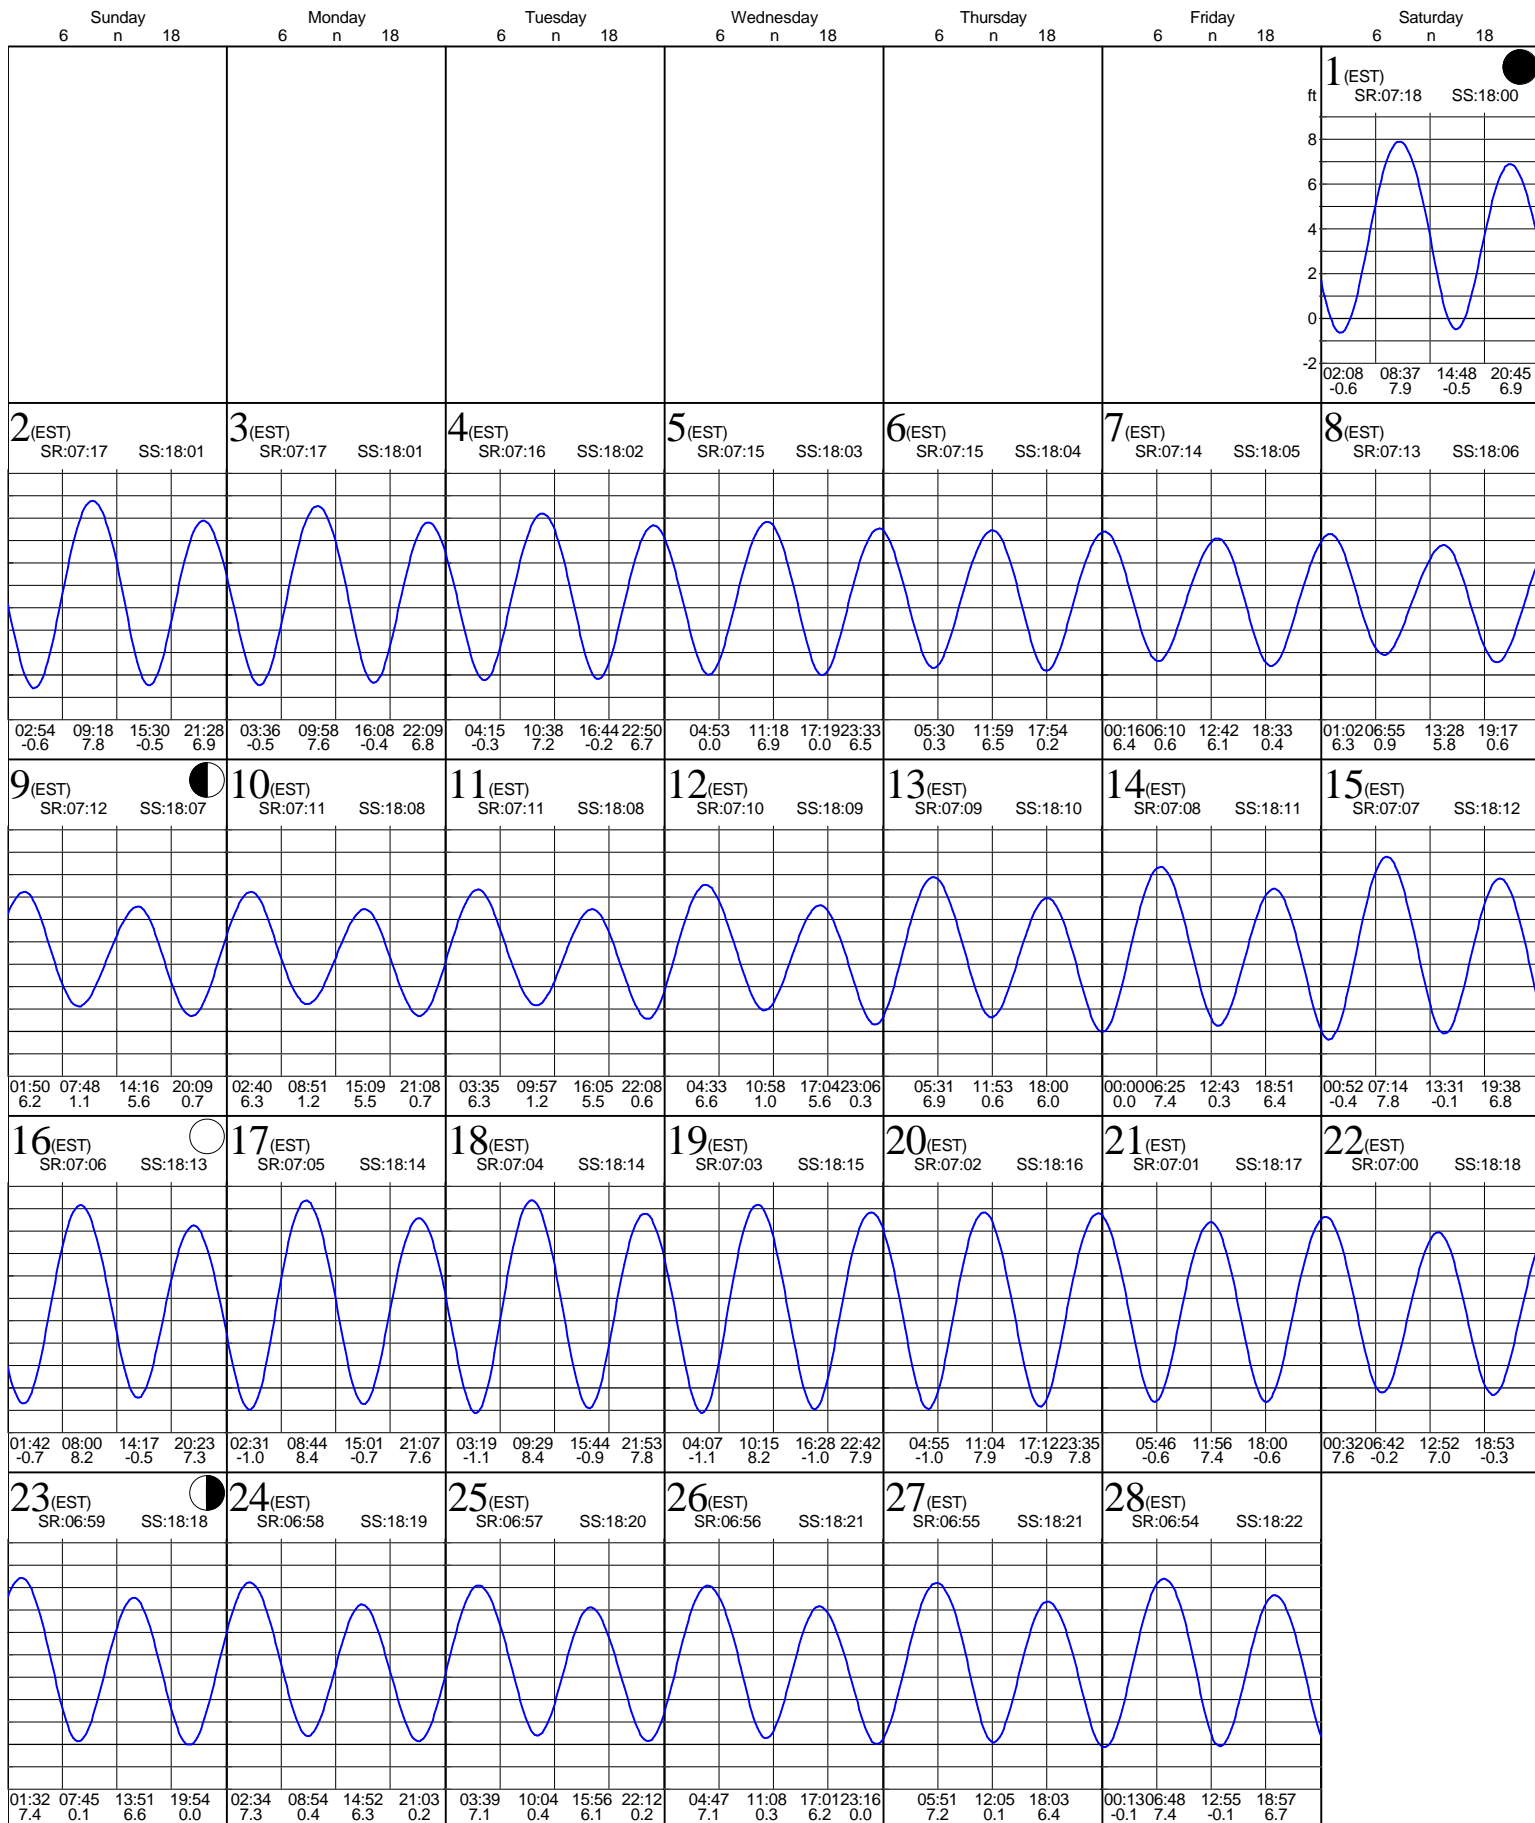 Sunday Monday Tuesday Wednesday Thursday Friday Saturday
6 n 18 6 n 18 6 n 18 6 n 18 6 n 18 6 n 18 6 n 18
1(EST)
ft SR:07:18 SS:18:00
8
6
4
2
0
-2
02:08 08:37 14:48 20:45
-0.6 7.9 -0.5 6.9
2(EST) 3(EST) 4(EST) 5(EST) 6(EST) 7(EST) 8(EST)
SR:07:17 SS:18:01 SR:07:17 SS:18:01 SR:07:16 SS:18:02 SR:07:15 SS:18:03 SR:07:15 SS:18:04 SR:07:14 SS:18:05 SR:07:13 SS:18:06
02:54 09:18 15:30 21:28 03:36 09:58 16:08 22:09 04:15 10:38 16:44 22:50 04:53 11:18 17:19 23:33 05:30 11:59 17:54 00:16 06:10 12:42 18:33 01:02 06:55 13:28 19:17
-0.6 7.8 -0.5 6.9 -0.5 7.6 -0.4 6.8 -0.3 7.2 -0.2 6.7 0.0 6.9 0.0 6.5 0.3 6.5 0.2 6.4 0.6 6.1 0.4 6.3 0.9 5.8 0.6
9(EST) 10(EST) 11(EST) 12(EST) 13(EST) 14(EST) 15(EST)
SR:07:12 SS:18:07 SR:07:11 SS:18:08 SR:07:11 SS:18:08 SR:07:10 SS:18:09 SR:07:09 SS:18:10 SR:07:08 SS:18:11 SR:07:07 SS:18:12
01:50 07:48 14:16 20:09 02:40 08:51 15:09 21:08 03:35 09:57 16:05 22:08 04:33 10:58 17:04 23:06 05:31 11:53 18:00 00:00 06:25 12:43 18:51 00:52 07:14 13:31 19:38
6.2 1.1 5.6 0.7 6.3 1.2 5.5 0.7 6.3 1.2 5.5 0.6 6.6 1.0 5.6 0.3 6.9 0.6 6.0 0.0 7.4 0.3 6.4 -0.4 7.8 -0.1 6.8
16(EST) 17(EST) 18(EST) 19(EST) 20(EST) 21(EST) 22(EST)
SR:07:06 SS:18:13 SR:07:05 SS:18:14 SR:07:04 SS:18:14 SR:07:03 SS:18:15 SR:07:02 SS:18:16 SR:07:01 SS:18:17 SR:07:00 SS:18:18
01:42 08:00 14:17 20:23 02:31 08:44 15:01 21:07 03:19 09:29 15:44 21:53 04:07 10:15 16:28 22:42 04:55 11:04 17:12 23:35 05:46 11:56 18:00 00:32 06:42 12:52 18:53
-0.7 8.2 -0.5 7.3 -1.0 8.4 -0.7 7.6 -1.1 8.4 -0.9 7.8 -1.1 8.2 -1.0 7.9 -1.0 7.9 -0.9 7.8 -0.6 7.4 -0.6 7.6 -0.2 7.0 -0.3
23(EST) 24(EST) 25(EST) 26(EST) 27(EST) 28(EST)
SR:06:59 SS:18:18 SR:06:58 SS:18:19 SR:06:57 SS:18:20 SR:06:56 SS:18:21 SR:06:55 SS:18:21 SR:06:54 SS:18:22
01:32 07:45 13:51 19:54 02:34 08:54 14:52 21:03 03:39 10:04 15:56 22:12 04:47 11:08 17:01 23:16 05:51 12:05 18:03 00:13 06:48 12:55 18:57
7.4 0.1 6.6 0.0 7.3 0.4 6.3 0.2 7.1 0.4 6.1 0.2 7.1 0.3 6.2 0.0 7.2 0.1 6.4 -0.1 7.4 -0.1 6.7